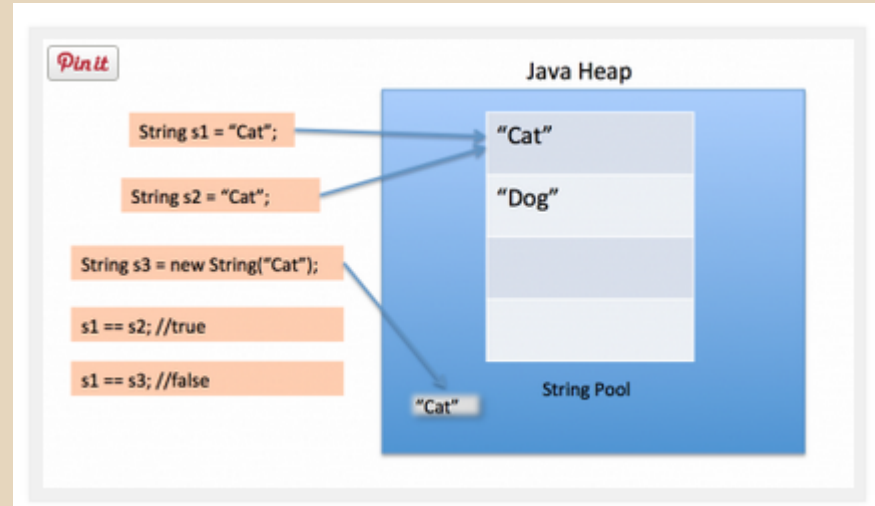 Pin it
Java Heap
String s1 = “Cat”;
“Cat”
String s2 = “Cat”;
“Dog”
String s3 = new String(“Cat”);
s1 == s2; //true
s1 == s3; //false
“Cat”
String Pool